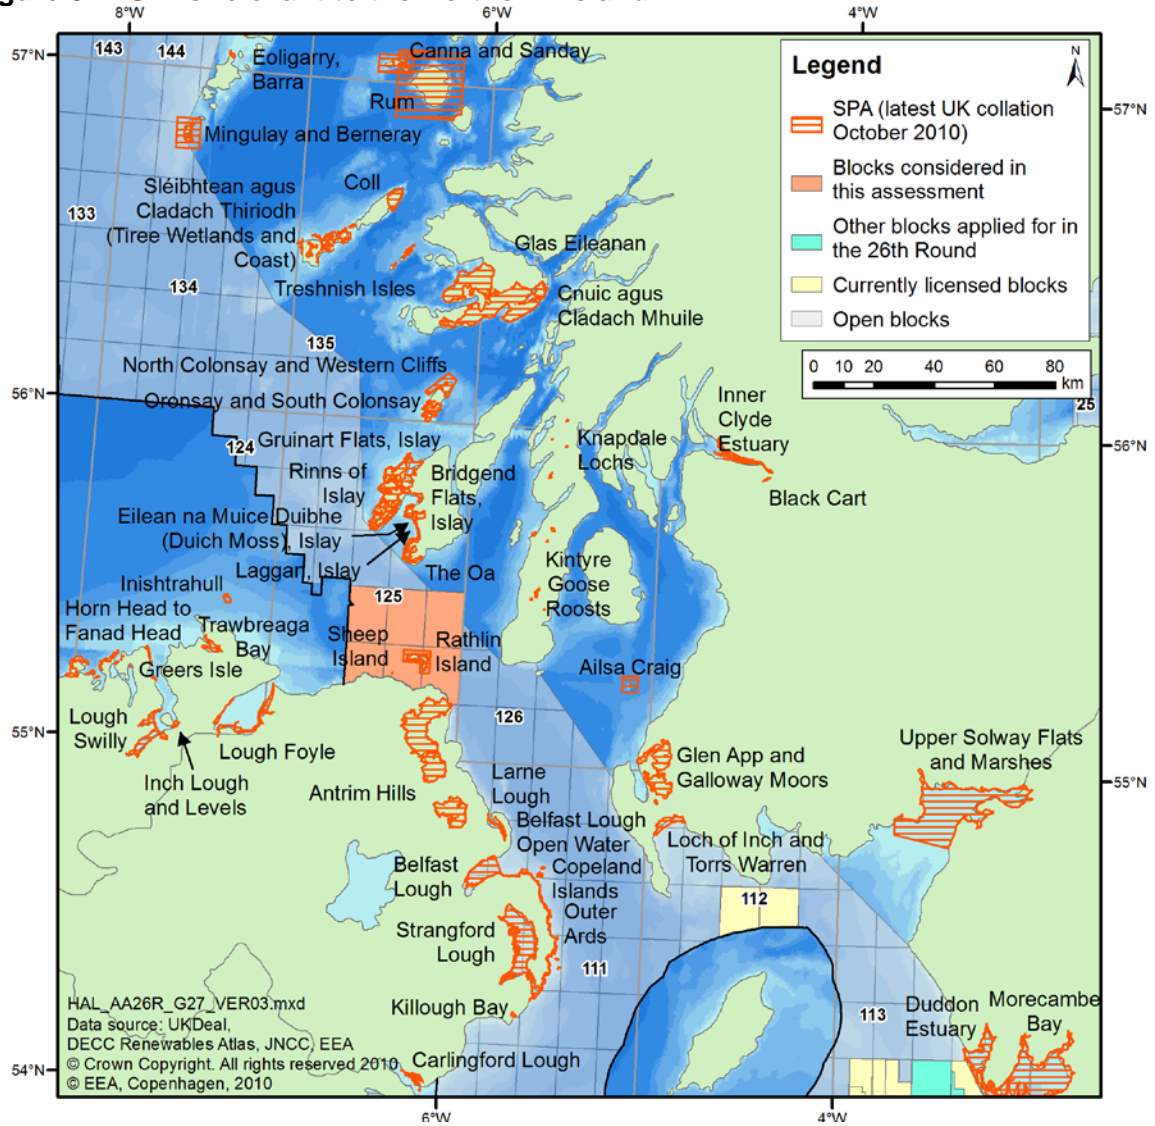 8°W
6°W
4°W
57°N
143
144
Eoligarry,
Barra
Canna and Sanday
Rum
Mingulay and Berneray
Legend
N
SPA (latest UK collation
October 2010)
Blocks considered in
this assessment
Other blocks applied for in
the 26th Round
Currently licensed blocks
Open blocks
57°N
0 10 20 40 60 80
km
Coll
Sléibhtean agus
Cladach Thiriodh
(Tiree Wetlands and
Coast)
133
134
Glas Eileanan
Treshnish Isles
Cnuic agus
Cladach Mhuile
135
North Colonsay and Western Cliffs
56°N
Oronsay and South Colonsay
Inner
Clyde
Estuary
25
56°N
124
Gruinart Flats, Islay
Knapdale
Lochs
Rinns of
Islay
Bridgend
Flats,
Islay
Black Cart
Eilean na Muice Duibhe
(Duich Moss), Islay
Laggan, Islay
The Oa
Kintyre
Goose
Roosts
Inishtrahull
125
Horn Head to
Fanad Head
Trawbreaga
Bay
Sheep
Island
Rathlin
Island
Greers Isle
Ailsa Craig
Lough
Swilly
126
55°N
Lough Foyle
Inch Lough
and Levels
Glen App and
Galloway Moors
Upper Solway Flats
and Marshes
55°N
Antrim Hills
Larne
Lough
Belfast Lough
Open Water
Loch of Inch and
Torrs Warren
Belfast
Lough
Copeland
Islands
Outer
Ards
112
Strangford
Lough
111
Killough Bay
113
Duddon
Estuary
Morecambe
Bay
HAL_AA26R_G27_VER03.mxd
Data source: UKDeal,
DECC Renewables Atlas, JNCC, EEA
© Crown Copyright. All rights reserved 2010
© EEA, Copenhagen, 2010
Carlingford Lough
54°N
54°N
6°W
4°W